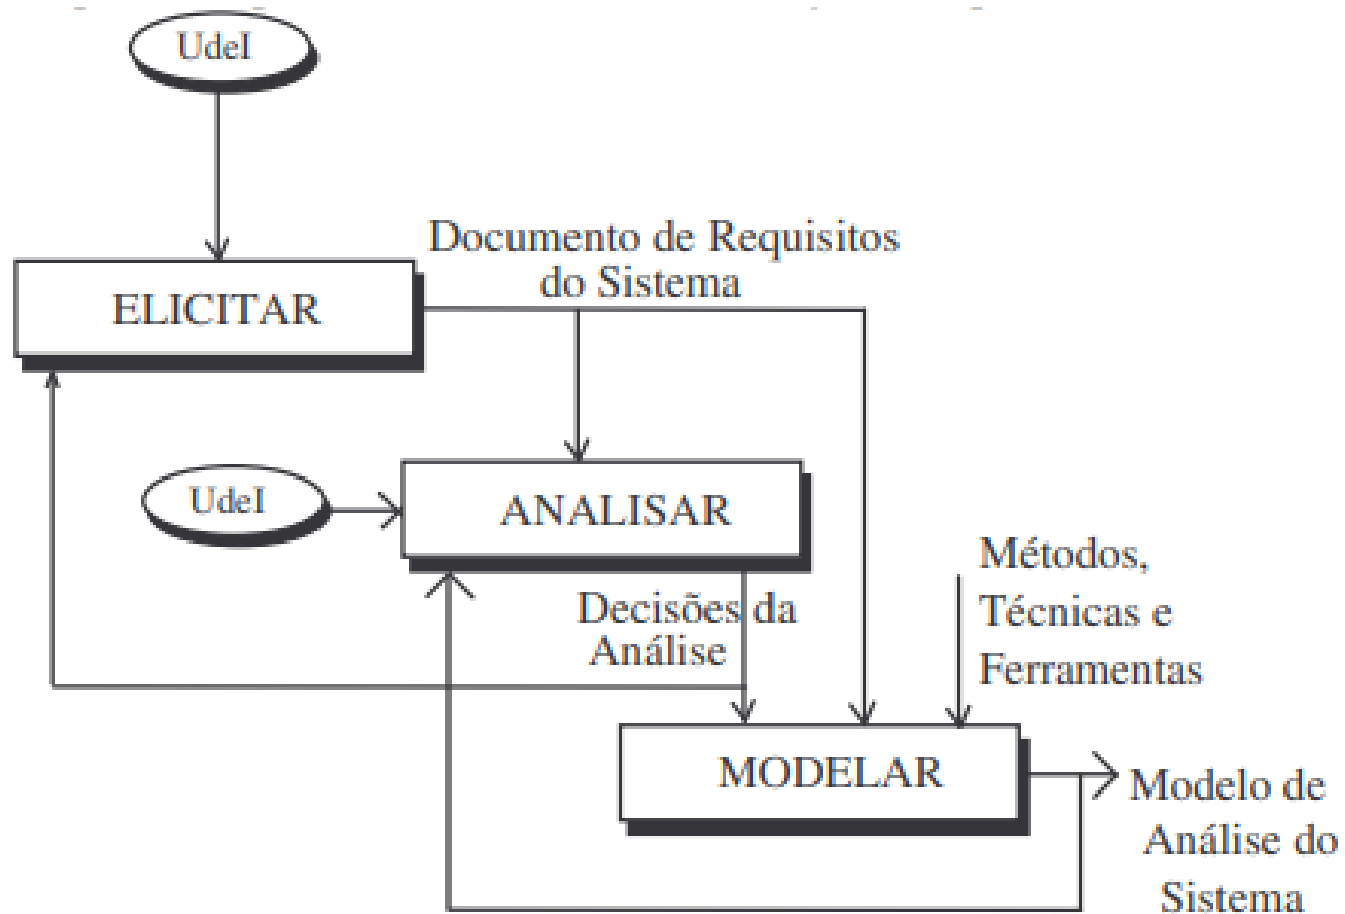 UdeI
Documento de Requisitos
do Sistema
ELICITAR
UdeI
ANALISAR
Decisões da
Análise
Métodos,
Técnicas e
Ferramentas
MODELAR
Modelo de
Análise do
Sistema